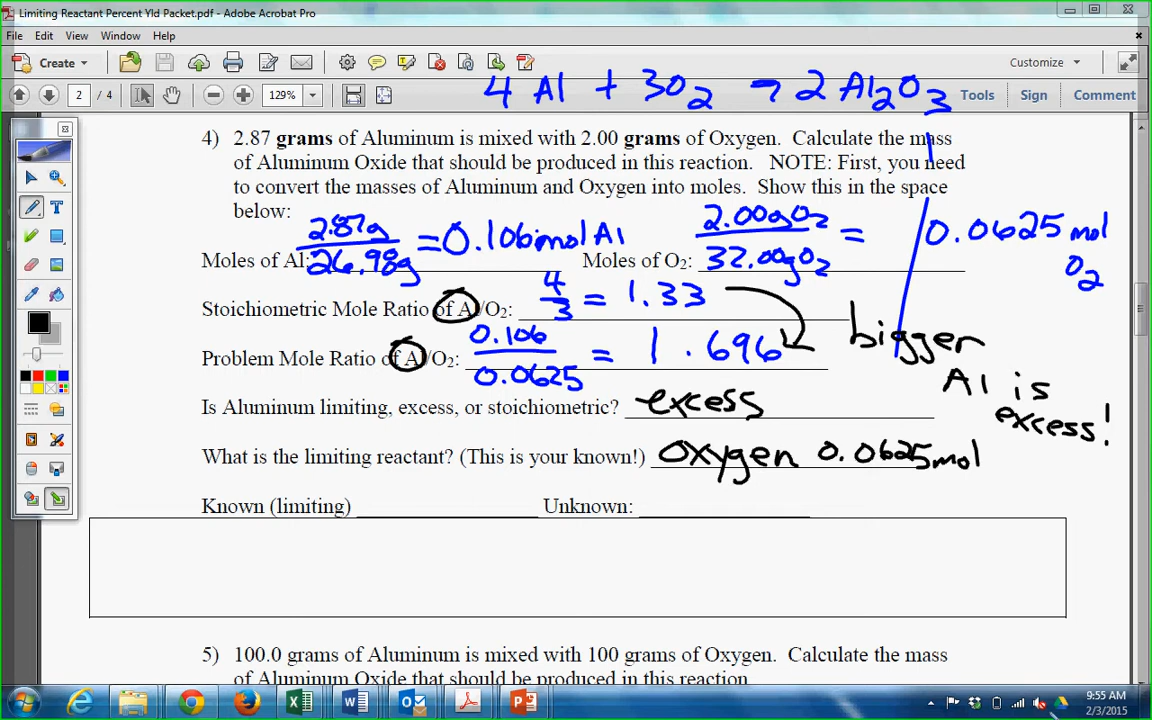 Limiting Reactant Percent Yld Packet.pdf - Adobe Acrobat Pro
File Edit View Window Help
Create Customize
2 / 4 129% Tools Sign Comment
4 Al + 3O2 → 2 Al2O3
4) 2.87 grams of Aluminum is mixed with 2.00 grams of Oxygen. Calculate the mass
of Aluminum Oxide that should be produced in this reaction. NOTE: First, you need
to convert the masses of Aluminum and Oxygen into moles. Show this in the space
below:
2.87g 2.00gO2
= 0.106 mol Al = 0.0625 mol O2
Moles of Al: 26.98g Moles of O2: 32.00gO2
Stoichiometric Mole Ratio of Al/O2: 4/3 = 1.33
Problem Mole Ratio of Al/O2: 0.106/0.0625 = 1.696
bigger
Al is
excess!
Is Aluminum limiting, excess, or stoichiometric? excess
What is the limiting reactant? (This is your known!) oxygen 0.0625mol
Known (limiting) Unknown:
5) 100.0 grams of Aluminum is mixed with 100 grams of Oxygen. Calculate the mass
of Aluminum Oxide that should be produced in this reaction
9:55 AM
2/3/2015